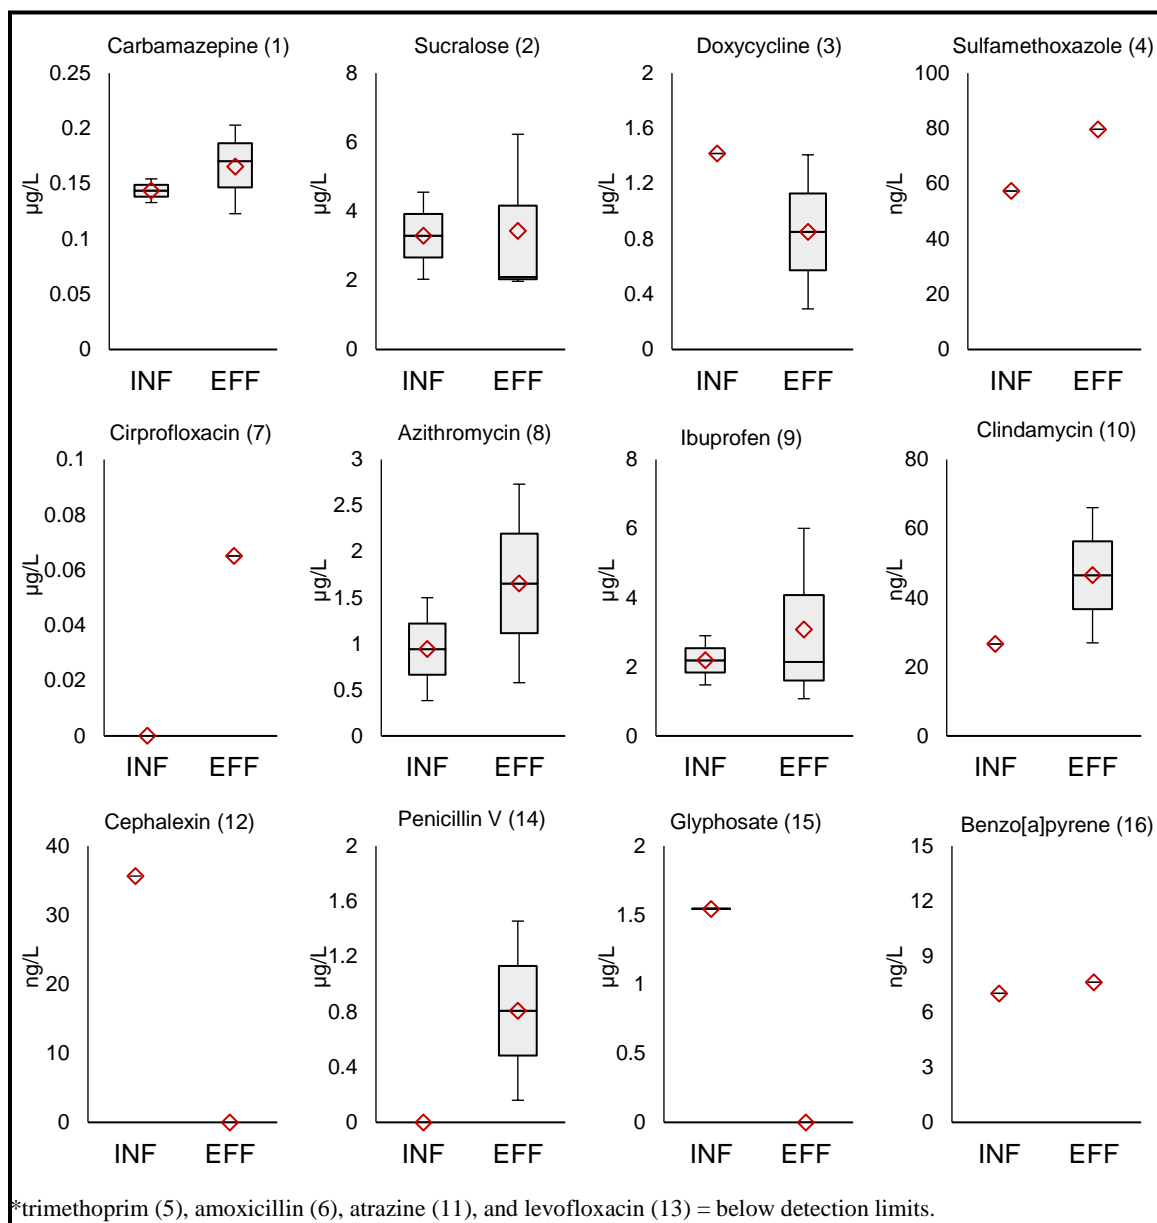 Carbamazepine (1)
0.25
0.2
0.15
0.1
0.05
0
µg/L
INF EFF
Sucralose (2)
8
6
4
2
0
µg/L
INF EFF
Doxycycline (3)
2
1.6
1.2
0.8
0.4
0
µg/L
INF EFF
Sulfamethoxazole (4)
100
80
60
40
20
0
ng/L
INF EFF
Cirprofloxacin (7)
0.1
0.08
0.06
0.04
0.02
0
µg/L
INF EFF
Azithromycin (8)
3
2.5
2
1.5
1
0.5
0
µg/L
INF EFF
Ibuprofen (9)
8
6
4
2
0
µg/L
INF EFF
Clindamycin (10)
80
60
40
20
0
ng/L
INF EFF
Cephalexin (12)
40
30
20
10
0
ng/L
INF EFF
Penicillin V (14)
2
1.6
1.2
0.8
0.4
0
µg/L
INF EFF
Glyphosate (15)
2
1.5
1
0.5
0
µg/L
INF EFF
Benzo[a]pyrene (16)
15
12
9
6
3
0
ng/L
INF EFF
*trimethoprim (5), amoxicillin (6), atrazine (11), and levofloxacin (13) = below detection limits.